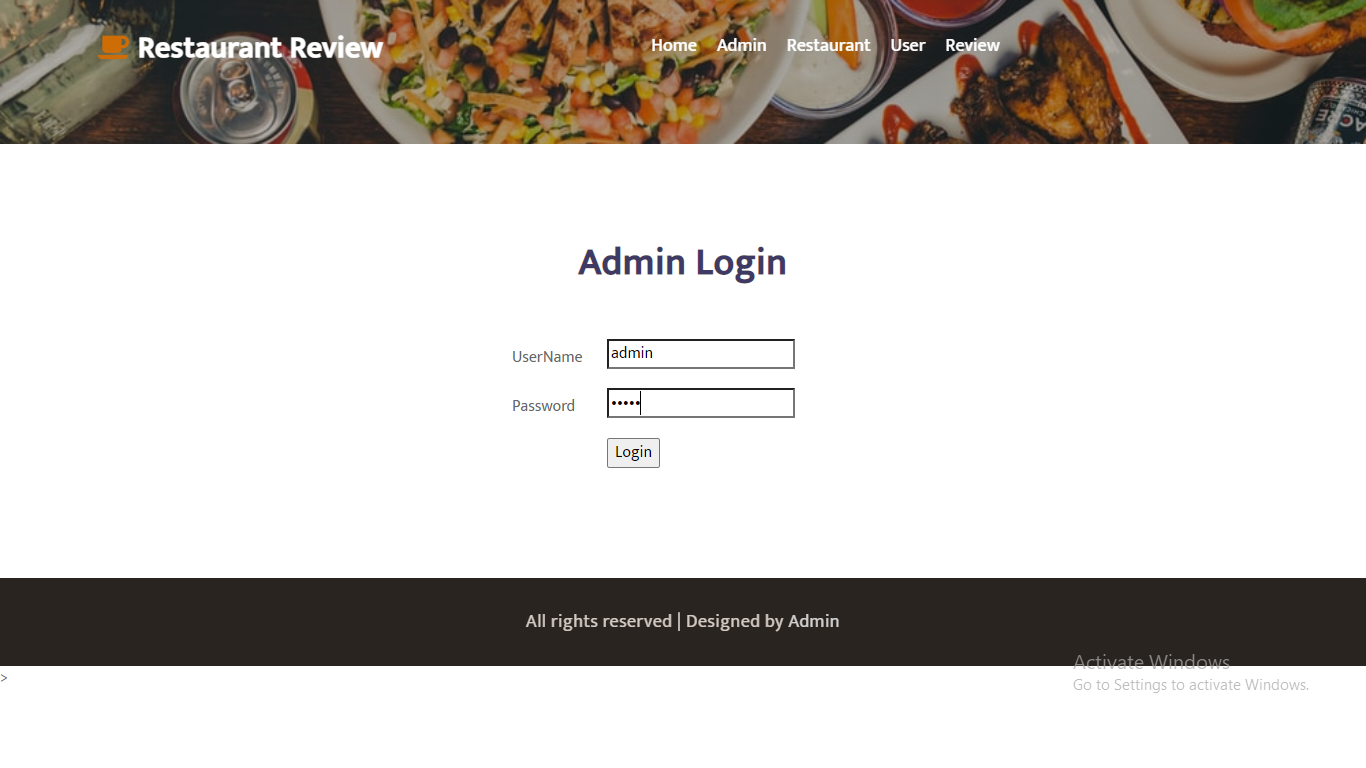 Restaurant Review
Home Admin Restaurant User Review
Admin Login
UserName admin
Password •••••
Login
All rights reserved | Designed by Admin
Activate Windows
Go to Settings to activate Windows.
>